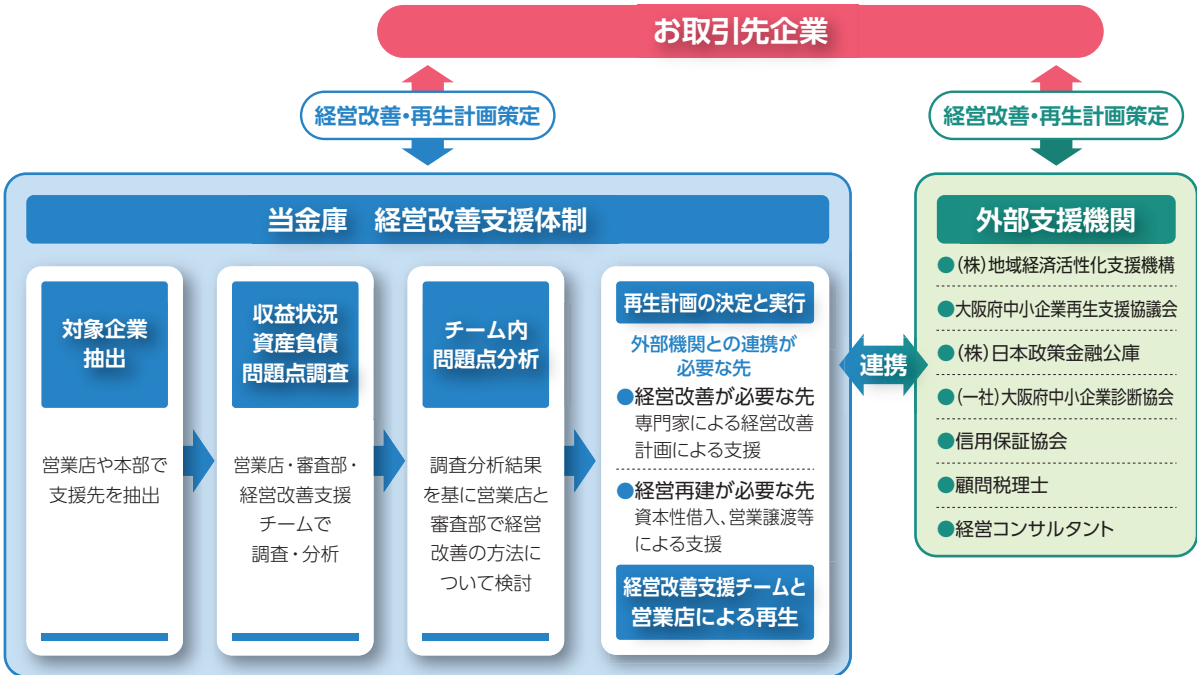 お取引先企業
経営改善・再生計画策定
経営改善・再生計画策定
当金庫　経営改善支援体制
対象企業
抽出
営業店や本部で
支援先を抽出
収益状況
資産負債
問題点調査
営業店・審査部・
経営改善支援
チームで
調査・分析
チーム内
問題点分析
調査分析結果
を基に営業店と
審査部で経営
改善の方法に
ついて検討
再生計画の決定と実行
外部機関との連携が
必要な先
●経営改善が必要な先
専門家による経営改善
計画による支援
●経営再建が必要な先
資本性借入、営業譲渡等
による支援
経営改善支援チームと
営業店による再生
連携
外部支援機関
●(株)地域経済活性化支援機構
●大阪府中小企業再生支援協議会
●(株)日本政策金融公庫
●(一社)大阪府中小企業診断協会
●信用保証協会
●顧問税理士
●経営コンサルタント